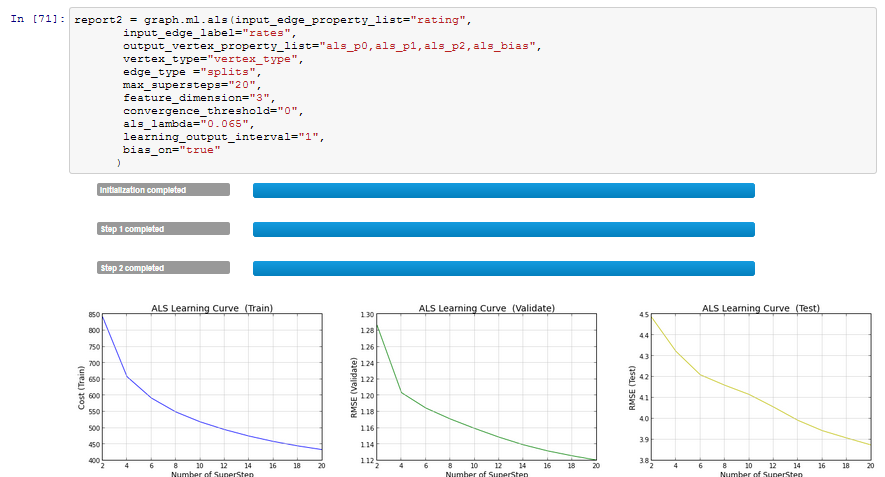 In [71]: report2 = graph.ml.als(input_edge_property_list="rating",
input_edge_label="rates",
output_vertex_property_list="als_p0,als_p1,als_p2,als_bias",
vertex_type="vertex_type",
edge_type ="splits",
max_supersteps="20",
feature_dimension="3",
convergence_threshold="0",
als_lambda="0.065",
learning_output_interval="1",
bias_on="true"
)
Initialization completed
Step 1 completed
Step 2 completed
ALS Learning Curve (Train)
850
800
750
700
650
600
550
500
450
400
Cost (Train)
2 4 6 8 10 12 14 16 18 20
Number of SuperStep
ALS Learning Curve (Validate)
1.30
1.28
1.26
1.24
1.22
1.20
1.18
1.16
1.14
1.12
RMSE (Validate)
2 4 6 8 10 12 14 16 18 20
Number of SuperStep
ALS Learning Curve (Test)
4.5
4.4
4.3
4.2
4.1
4.0
3.9
3.8
RMSE (Test)
2 4 6 8 10 12 14 16 18 20
Number of SuperStep